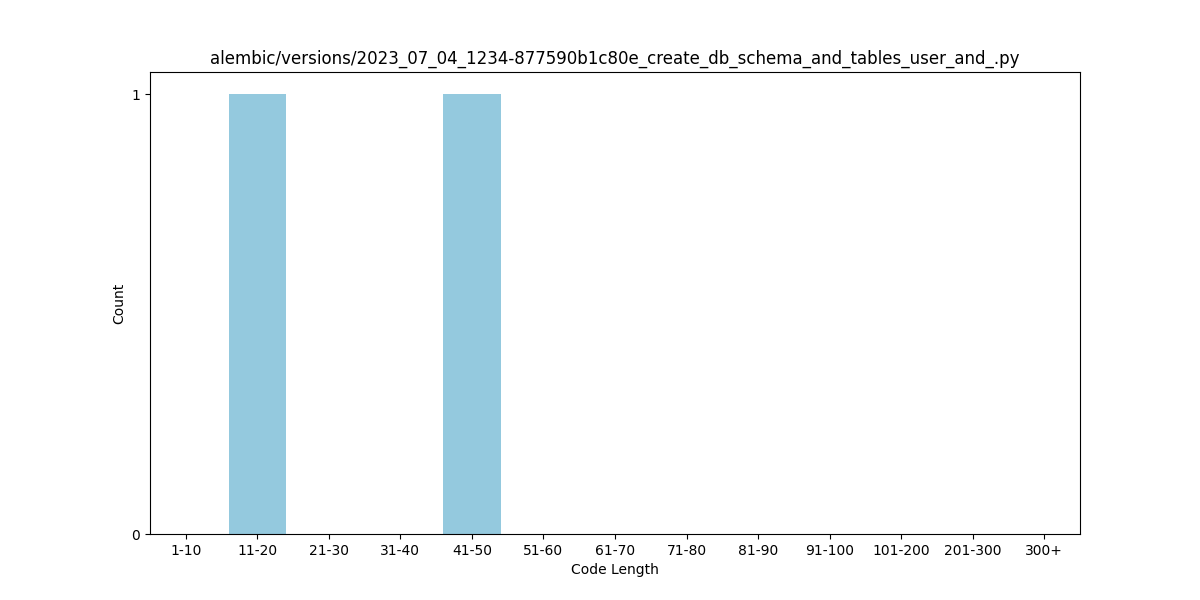 alembic/versions/2023_07_04_1234-877590b1c80e_create_db_schema_and_tables_user_and_.py
1
Count
0
1-10 11-20 21-30 31-40 41-50 51-60 61-70 71-80 81-90 91-100 101-200 201-300 300+
Code Length